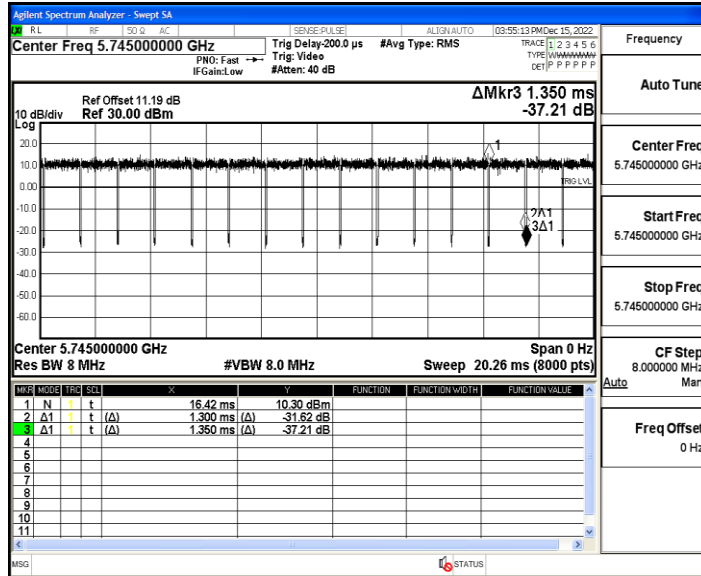 Agilent Spectrum Analyzer - Swept SA
LXI RL RF 50 Ω AC SENSE:PULSE ALIGN AUTO 03:55:13 PM Dec 15, 2022
Center Freq 5.745000000 GHz
Trig Delay-200.0 µs #Avg Type: RMS TRACE 1 2 3 4 5 6
PNO: Fast Trig: Video TYPE WWWWWW
IFGain:Low #Atten: 40 dB DET P P P P P P
ΔMkr3 1.350 ms
-37.21 dB
Ref Offset 11.19 dB
10 dB/div Ref 30.00 dBm
Log
20.0
10.0
0.00
-10.0
-20.0
-30.0
-40.0
-50.0
-60.0
1
TRIG LVL
2Δ1
3Δ1
Center 5.745000000 GHz Span 0 Hz
Res BW 8 MHz #VBW 8.0 MHz Sweep 20.26 ms (8000 pts)
MKR MODE TRC SCL X Y FUNCTION FUNCTION WIDTH FUNCTION VALUE
1 N 1 t 16.42 ms 10.30 dBm
2 Δ1 1 t (Δ) 1.300 ms (Δ) -31.62 dB
3 Δ1 1 t (Δ) 1.350 ms (Δ) -37.21 dB
4
5
6
7
8
9
10
11
MSG STATUS
Frequency
Auto Tune
Center Freq
5.745000000 GHz
Start Freq
5.745000000 GHz
Stop Freq
5.745000000 GHz
CF Step
8.000000 MHz
Auto Man
Freq Offset
0 Hz